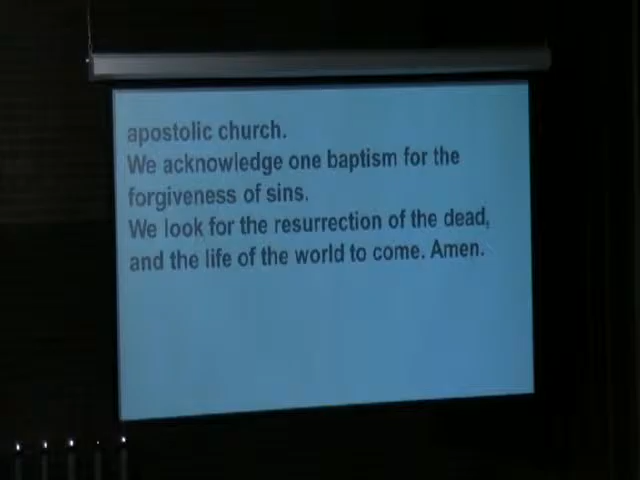 apostolic church.
We acknowledge one baptism for the
forgiveness of sins.
We look for the resurrection of the dead,
and the life of the world to come. Amen.